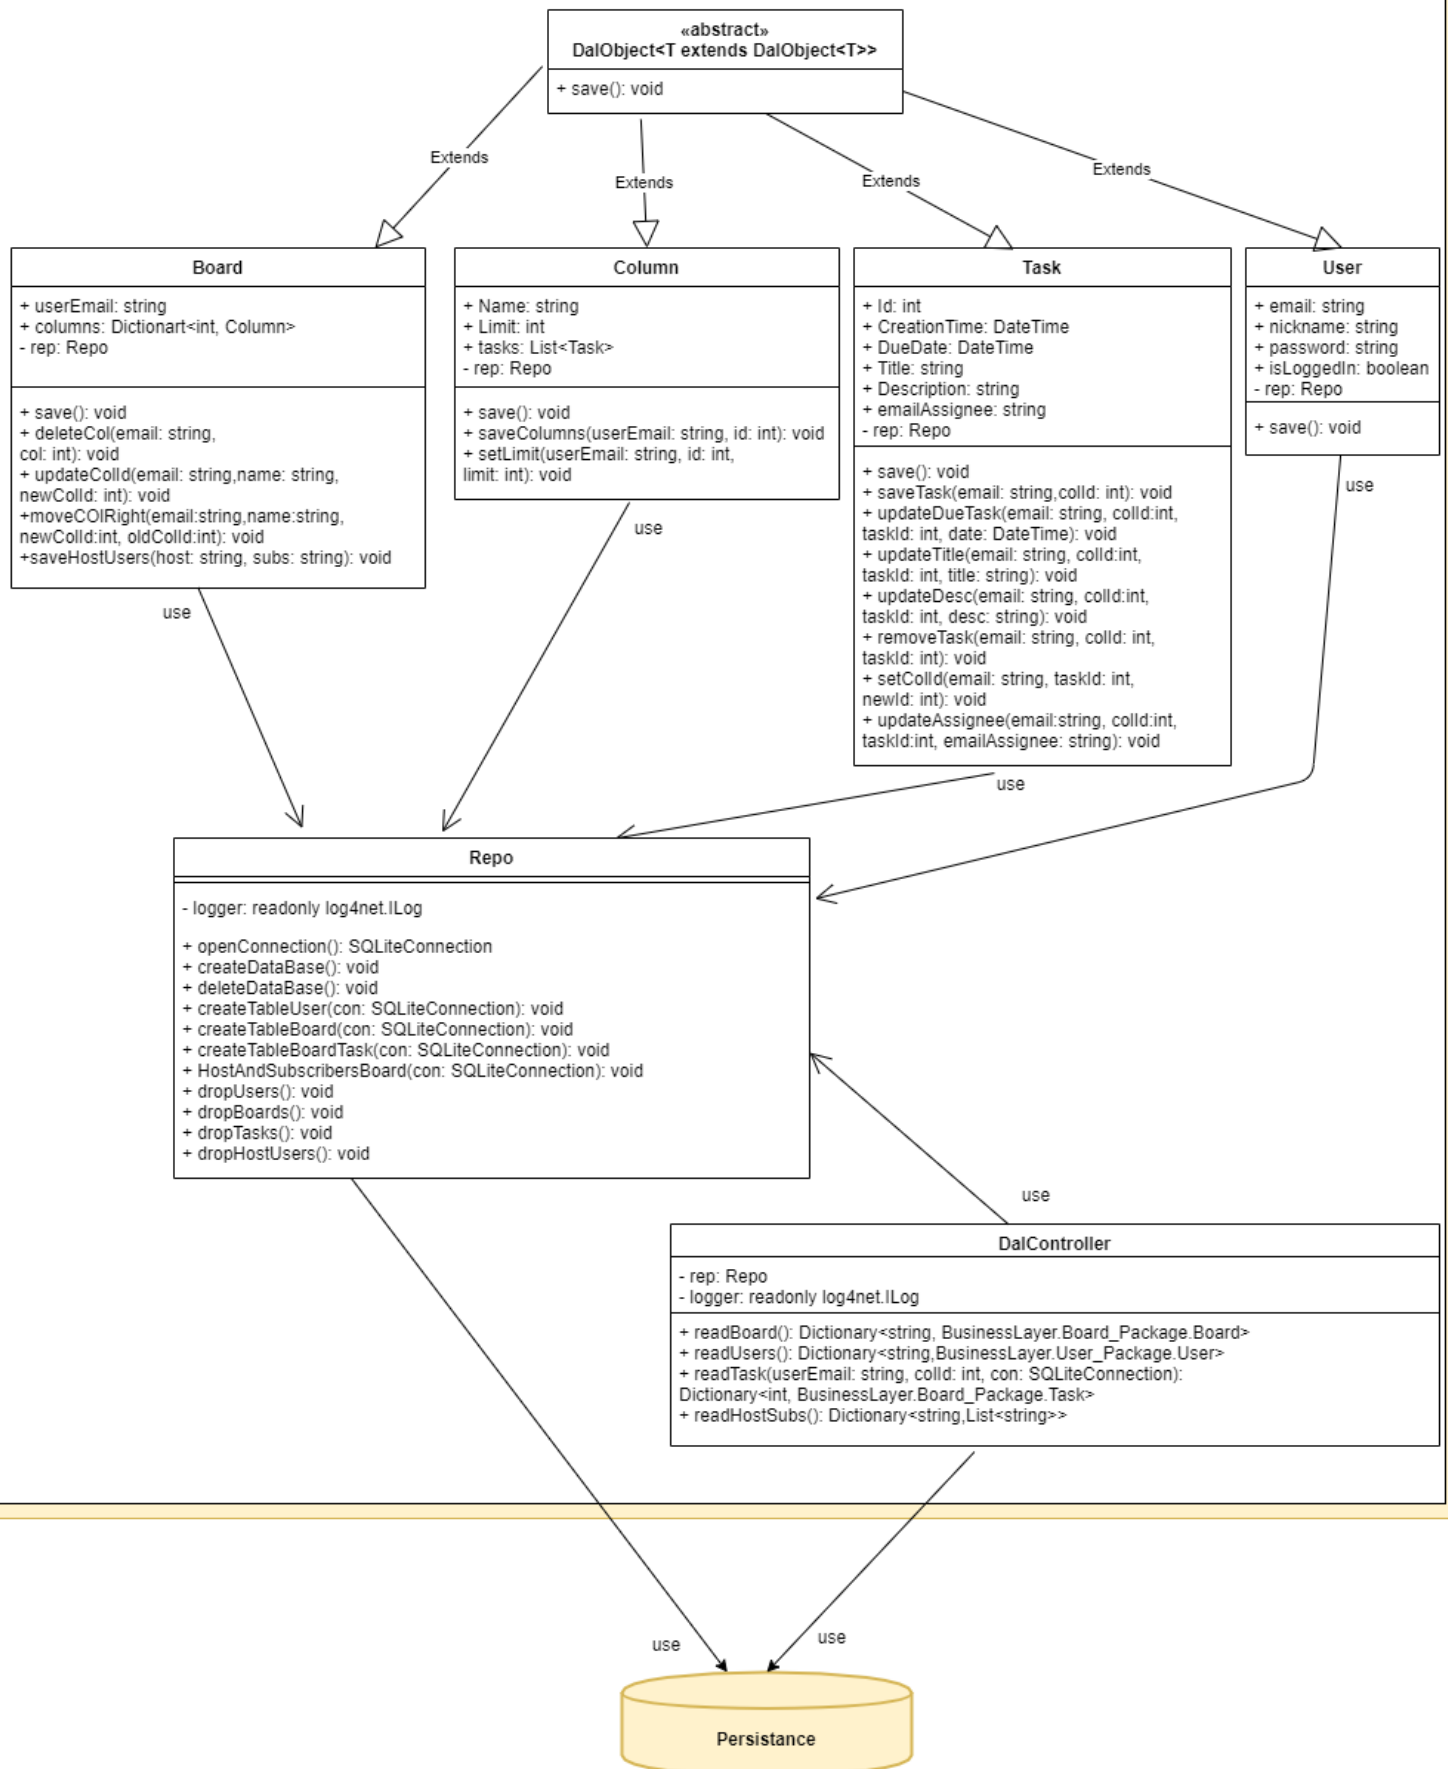 «abstract»
DalObject<T extends DalObject<T>>
+ save(): void
Extends
Extends
Extends
Extends
Board
+ userEmail: string
+ columns: Dictionart<int, Column>
- rep: Repo
+ save(): void
+ deleteCol(email: string,
col: int): void
+ updateColId(email: string,name: string,
newColId: int): void
+moveCOlRight(email:string,name:string,
newColId:int, oldColId:int): void
+saveHostUsers(host: string, subs: string): void
use
Column
+ Name: string
+ Limit: int
+ tasks: List<Task>
- rep: Repo
+ save(): void
+ saveColumns(userEmail: string, id: int): void
+ setLimit(userEmail: string, id: int,
limit: int): void
use
Task
+ Id: int
+ CreationTime: DateTime
+ DueDate: DateTime
+ Title: string
+ Description: string
+ emailAssignee: string
- rep: Repo
+ save(): void
+ saveTask(email: string,colId: int): void
+ updateDueTask(email: string, colId:int,
taskId: int, date: DateTime): void
+ updateTitle(email: string, colId:int,
taskId: int, title: string): void
+ updateDesc(email: string, colId:int,
taskId: int, desc: string): void
+ removeTask(email: string, colId: int,
taskId: int): void
+ setColId(email: string, taskId: int,
newId: int): void
+ updateAssignee(email:string, colId:int,
taskId:int, emailAssignee: string): void
use
User
+ email: string
+ nickname: string
+ password: string
+ isLoggedIn: boolean
- rep: Repo
+ save(): void
use
Repo
- logger: readonly log4net.ILog
+ openConnection(): SQLiteConnection
+ createDataBase(): void
+ deleteDataBase(): void
+ createTableUser(con: SQLiteConnection): void
+ createTableBoard(con: SQLiteConnection): void
+ createTableBoardTask(con: SQLiteConnection): void
+ HostAndSubscribersBoard(con: SQLiteConnection): void
+ dropUsers(): void
+ dropBoards(): void
+ dropTasks(): void
+ dropHostUsers(): void
use
DalController
- rep: Repo
- logger: readonly log4net.ILog
+ readBoard(): Dictionary<string, BusinessLayer.Board_Package.Board>
+ readUsers(): Dictionary<string,BusinessLayer.User_Package.User>
+ readTask(userEmail: string, colId: int, con: SQLiteConnection):
Dictionary<int, BusinessLayer.Board_Package.Task>
+ readHostSubs(): Dictionary<string,List<string>>
use
use
Persistance